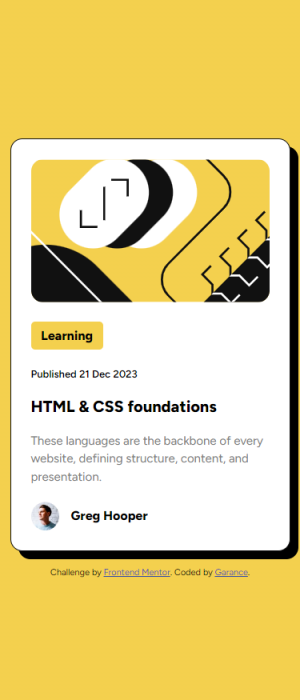 Learning
Published 21 Dec 2023
HTML & CSS foundations
These languages are the backbone of every
website, defining structure, content, and
presentation.
Greg Hooper
Challenge by Frontend Mentor. Coded by Garance.